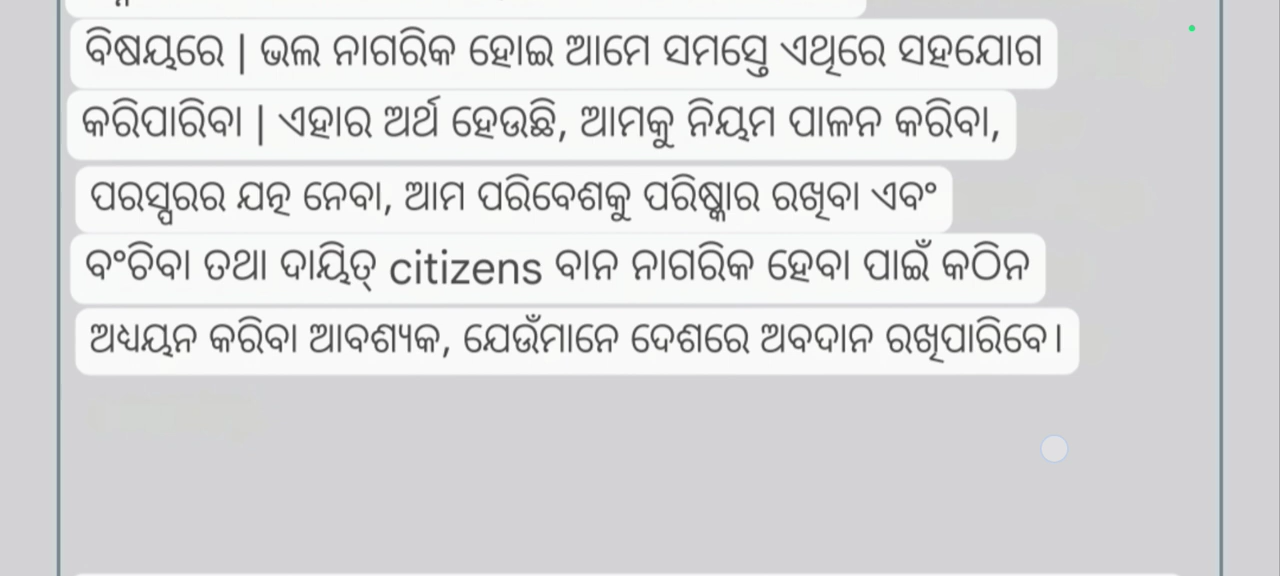 ବିଷୟରେ | ଭଲ ନାଗରିକ ହୋଇ ଆମେ ସମସ୍ତେ ଏଥିରେ ସହଯୋଗ
କରିପାରିବା | ଏହାର ଅର୍ଥ ହେଉଛି, ଆମକୁ ନିୟମ ପାଳନ କରିବା,
ପରସ୍ପରର ଯତ୍ନ ନେବା, ଆମ ପରିବେଶକୁ ପରିଷ୍କାର ରଖିବା ଏବଂ
ବଂଚିବା ତଥା ଦାୟିତ୍ citizens ବାନ ନାଗରିକ ହେବା ପାଇଁ କଠିନ
ଅଧ୍ୟୟନ କରିବା ଆବଶ୍ୟକ, ଯେଉଁମାନେ ଦେଶରେ ଅବଦାନ ରଖିପାରିବେ।